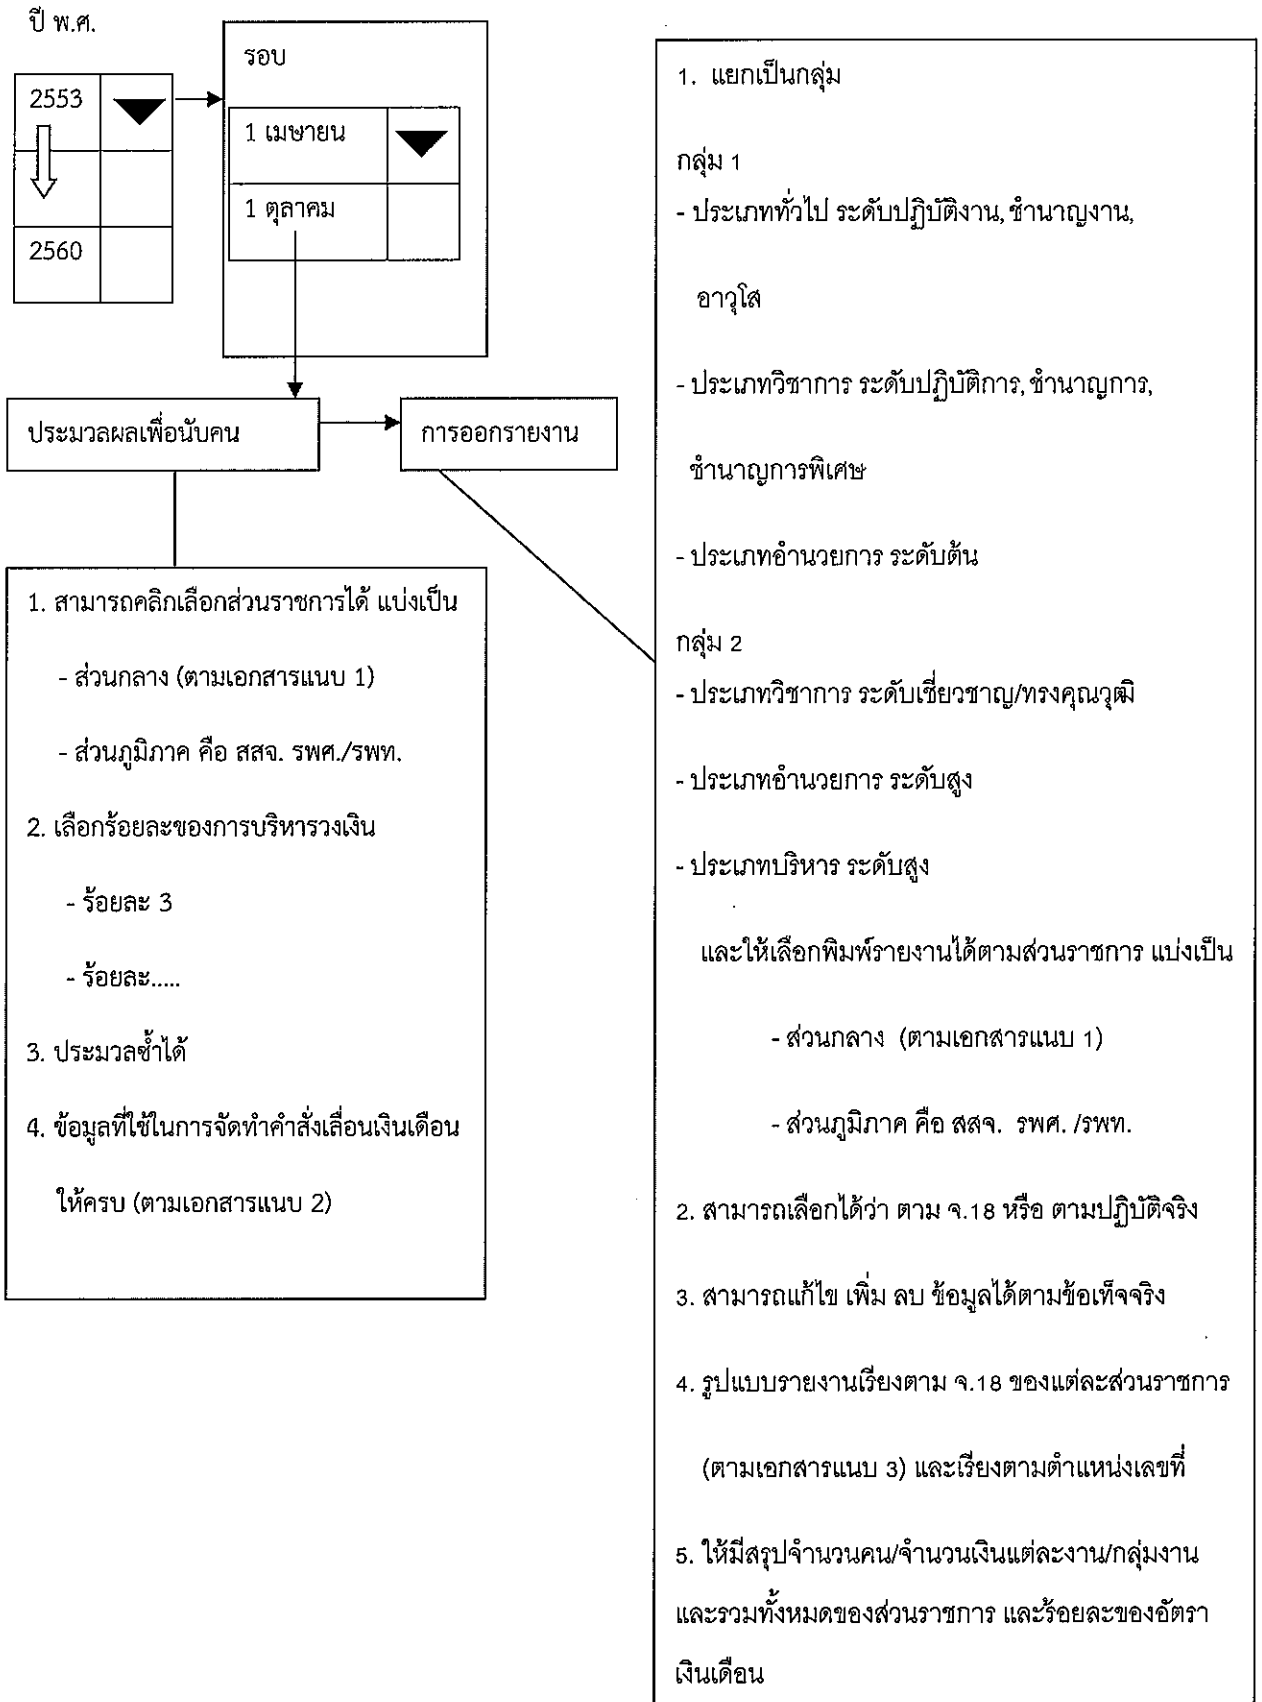 ปี พ.ศ.
2553
2560
รอบ
1 เมษายน
1 ตุลาคม
ประมวลผลเพื่อนับคน
การออกรายงาน
1. สามารถคลิกเลือกส่วนราชการได้ แบ่งเป็น
- ส่วนกลาง (ตามเอกสารแนบ 1)
- ส่วนภูมิภาค คือ สสจ. รพศ./รพท.
2. เลือกร้อยละของการบริหารวงเงิน
- ร้อยละ 3
- ร้อยละ.....
3. ประมวลซ้ำได้
4. ข้อมูลที่ใช้ในการจัดทำคำสั่งเลื่อนเงินเดือน
ให้ครบ (ตามเอกสารแนบ 2)
1. แยกเป็นกลุ่ม
กลุ่ม 1
- ประเภททั่วไป ระดับปฏิบัติงาน, ชำนาญงาน,
อาวุโส
- ประเภทวิชาการ ระดับปฏิบัติการ, ชำนาญการ,
ชำนาญการพิเศษ
- ประเภทอำนวยการ ระดับต้น
กลุ่ม 2
- ประเภทวิชาการ ระดับเชี่ยวชาญ/ทรงคุณวุฒิ
- ประเภทอำนวยการ ระดับสูง
- ประเภทบริหาร ระดับสูง
และให้เลือกพิมพ์รายงานได้ตามส่วนราชการ แบ่งเป็น
- ส่วนกลาง (ตามเอกสารแนบ 1)
- ส่วนภูมิภาค คือ สสจ. รพศ. /รพท.
2. สามารถเลือกได้ว่า ตาม จ.18 หรือ ตามปฏิบัติจริง
3. สามารถแก้ไข เพิ่ม ลบ ข้อมูลได้ตามข้อเท็จจริง
4. รูปแบบรายงานเรียงตาม จ.18 ของแต่ละส่วนราชการ
(ตามเอกสารแนบ 3) และเรียงตามตำแหน่งเลขที่
5. ให้มีสรุปจำนวนคน/จำนวนเงินแต่ละงาน/กลุ่มงาน
และรวมทั้งหมดของส่วนราชการ และร้อยละของอัตรา
เงินเดือน